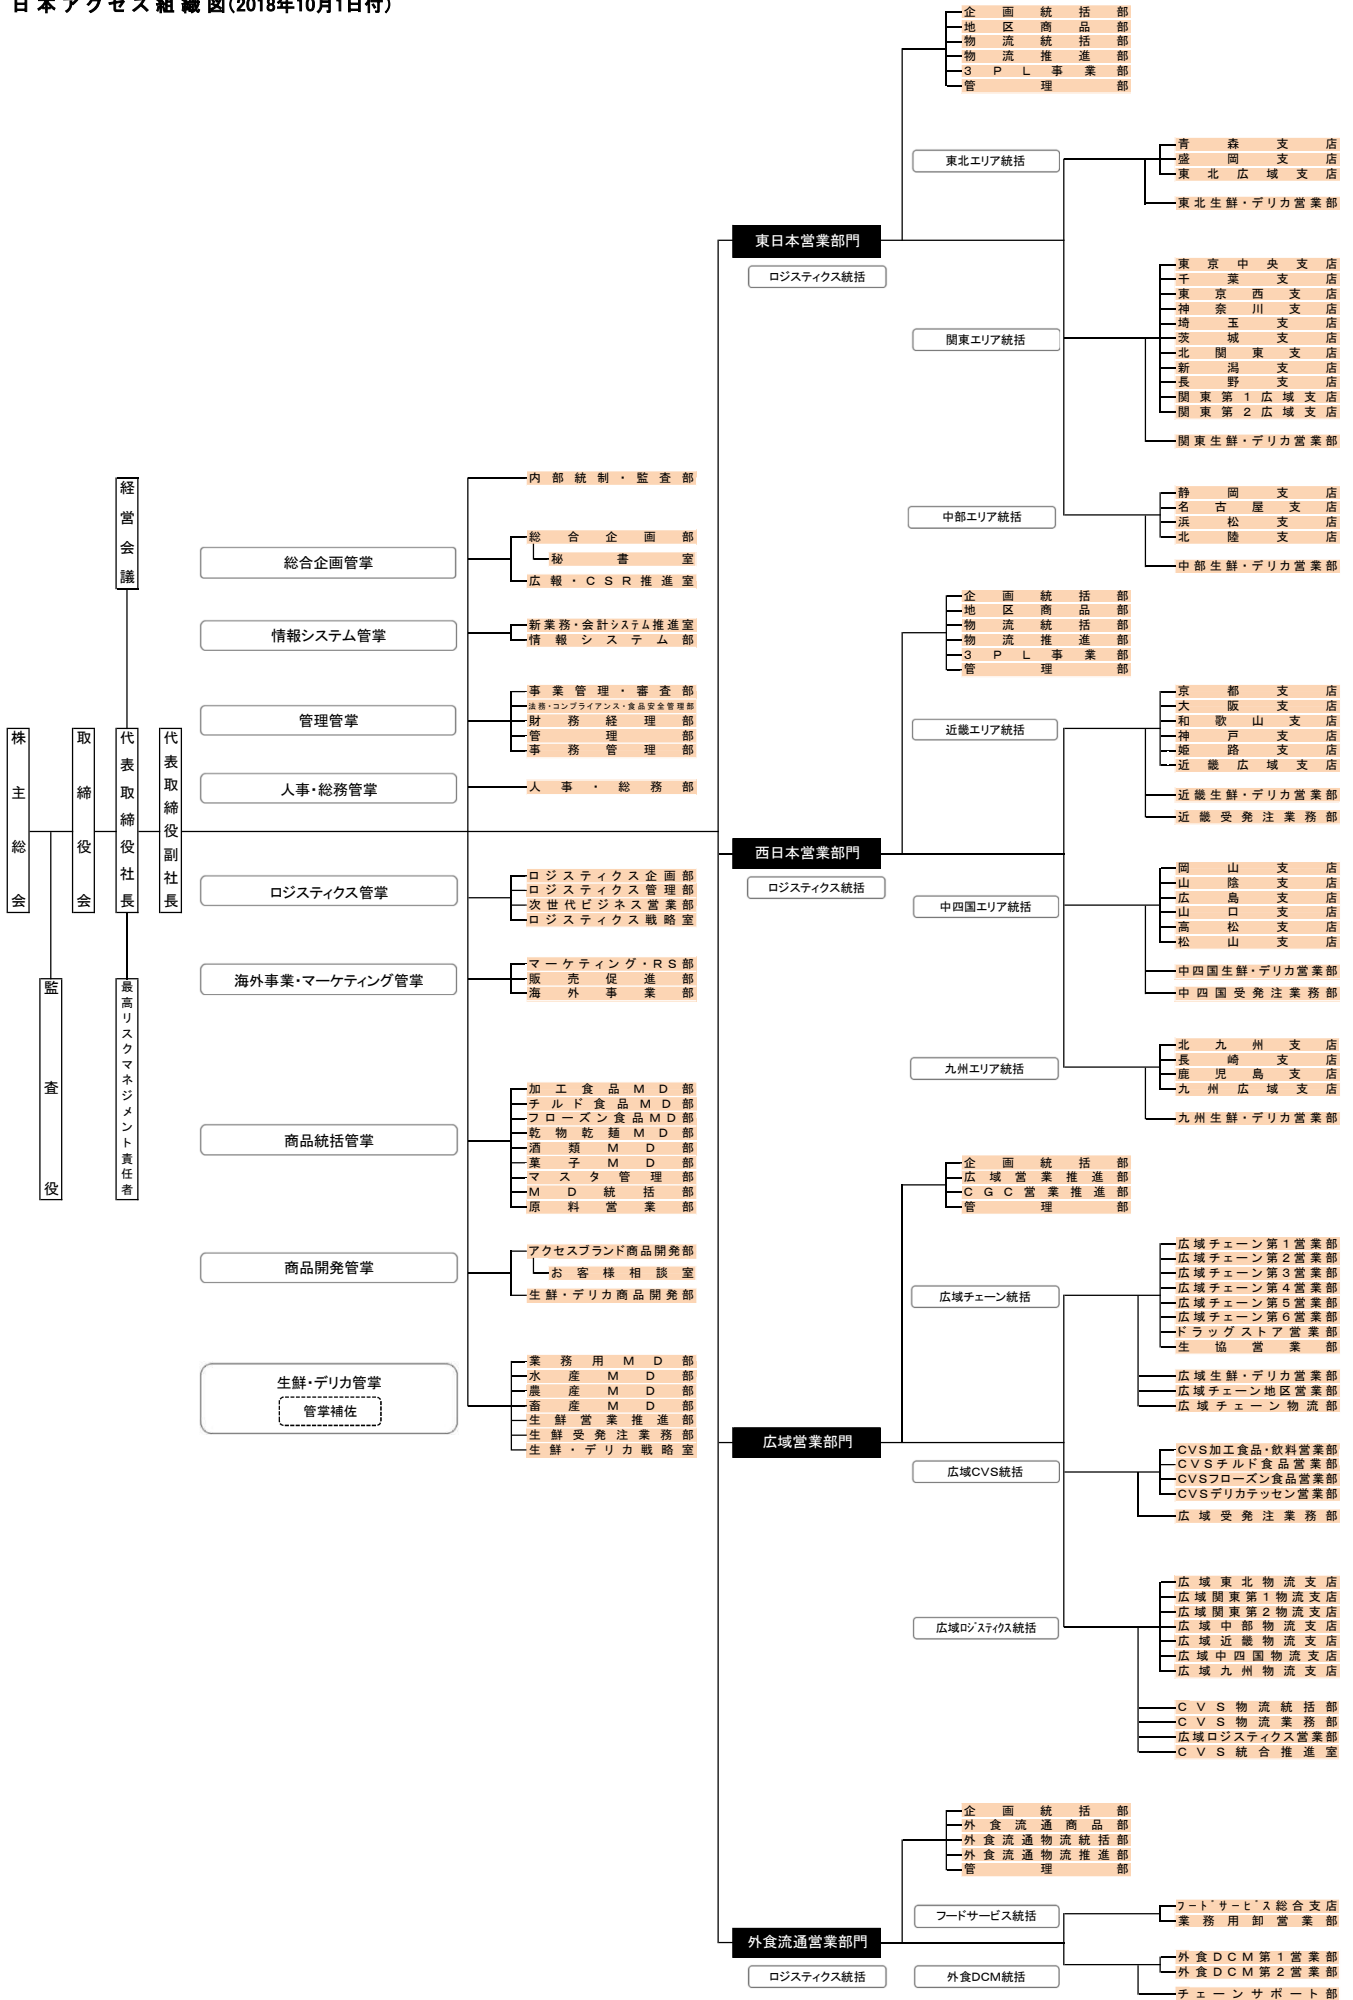 日本アクセス組織図(2018年10月1日付)
株主総会
監査役
取締役会
経営会議
代表取締役社長
最高リスクマネジメント責任者
代表取締役副社長
内部統制・監査部
総合企画管掌
総合企画部
秘書室
広報・CSR推進室
情報システム管掌
新業務・会計システム推進室
情報システム部
管理管掌
事業管理・審査部
法務・コンプライアンス・食品安全管理部
財務経理部
管理部
事務管理部
人事・総務管掌
人事・総務部
ロジスティクス管掌
ロジスティクス企画部
ロジスティクス管理部
次世代ビジネス営業部
ロジスティクス戦略室
海外事業・マーケティング管掌
マーケティング・RS部
販売促進部
海外事業部
商品統括管掌
加工食品MD部
チルド食品MD部
フローズン食品MD部
乾物乾麺MD部
酒類MD部
菓子MD部
マスタ管理部
MD統括部
原料営業部
商品開発管掌
アクセスブランド商品開発部
お客様相談室
生鮮・デリカ商品開発部
生鮮・デリカ管掌
管掌補佐
業務用MD部
水産MD部
農産MD部
畜産MD部
生鮮営業推進部
生鮮受発注業務部
生鮮・デリカ戦略室
東日本営業部門
ロジスティクス統括
企画統括部
地区商品部
物流統括部
物流推進部
3PL事業部
管理部
東北エリア統括
青森支店
盛岡支店
東北広域支店
東北生鮮・デリカ営業部
関東エリア統括
東京中央支店
千葉支店
東京西支店
神奈川支店
埼玉支店
茨城支店
北関東支店
新潟支店
長野支店
関東第1広域支店
関東第2広域支店
関東生鮮・デリカ営業部
中部エリア統括
静岡支店
名古屋支店
浜松支店
北陸支店
中部生鮮・デリカ営業部
西日本営業部門
ロジスティクス統括
企画統括部
地区商品部
物流統括部
物流推進部
3PL事業部
管理部
近畿エリア統括
京都支店
大阪支店
和歌山支店
神戸支店
姫路支店
近畿広域支店
近畿生鮮・デリカ営業部
近畿受発注業務部
中四国エリア統括
岡山支店
山陰支店
広島支店
山口支店
高松支店
松山支店
中四国生鮮・デリカ営業部
中四国受発注業務部
九州エリア統括
北九州支店
長崎支店
鹿児島支店
九州広域支店
九州生鮮・デリカ営業部
広域営業部門
企画統括部
広域営業推進部
CGC営業推進部
管理部
広域チェーン統括
広域チェーン第1営業部
広域チェーン第2営業部
広域チェーン第3営業部
広域チェーン第4営業部
広域チェーン第5営業部
広域チェーン第6営業部
ドラッグストア営業部
生協営業部
広域生鮮・デリカ営業部
広域チェーン地区営業部
広域チェーン物流部
広域CVS統括
CVS加工食品・飲料営業部
CVSチルド食品営業部
CVSフローズン食品営業部
CVSデリカテッセン営業部
広域受発注業務部
広域ロジスティクス統括
広域東北物流支店
広域関東第1物流支店
広域関東第2物流支店
広域中部物流支店
広域近畿物流支店
広域中四国物流支店
広域九州物流支店
CVS物流統括部
CVS物流業務部
広域ロジスティクス営業部
CVS統合推進室
外食流通営業部門
ロジスティクス統括
企画統括部
外食流通商品部
外食流通物流統括部
外食流通物流推進部
管理部
フードサービス統括
フードサービス総合支店
業務用卸営業部
外食DCM統括
外食DCM第1営業部
外食DCM第2営業部
チェーンサポート部